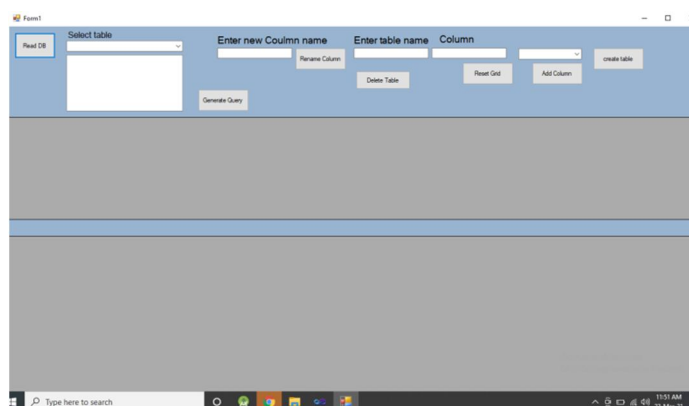 Form1
Read DB
Select table
Enter new Coulmn name
Rename Column
Generate Query
Enter table name
Column
Delete Table
Reset Grid
Add Column
create table
Type here to search
11:51 AM